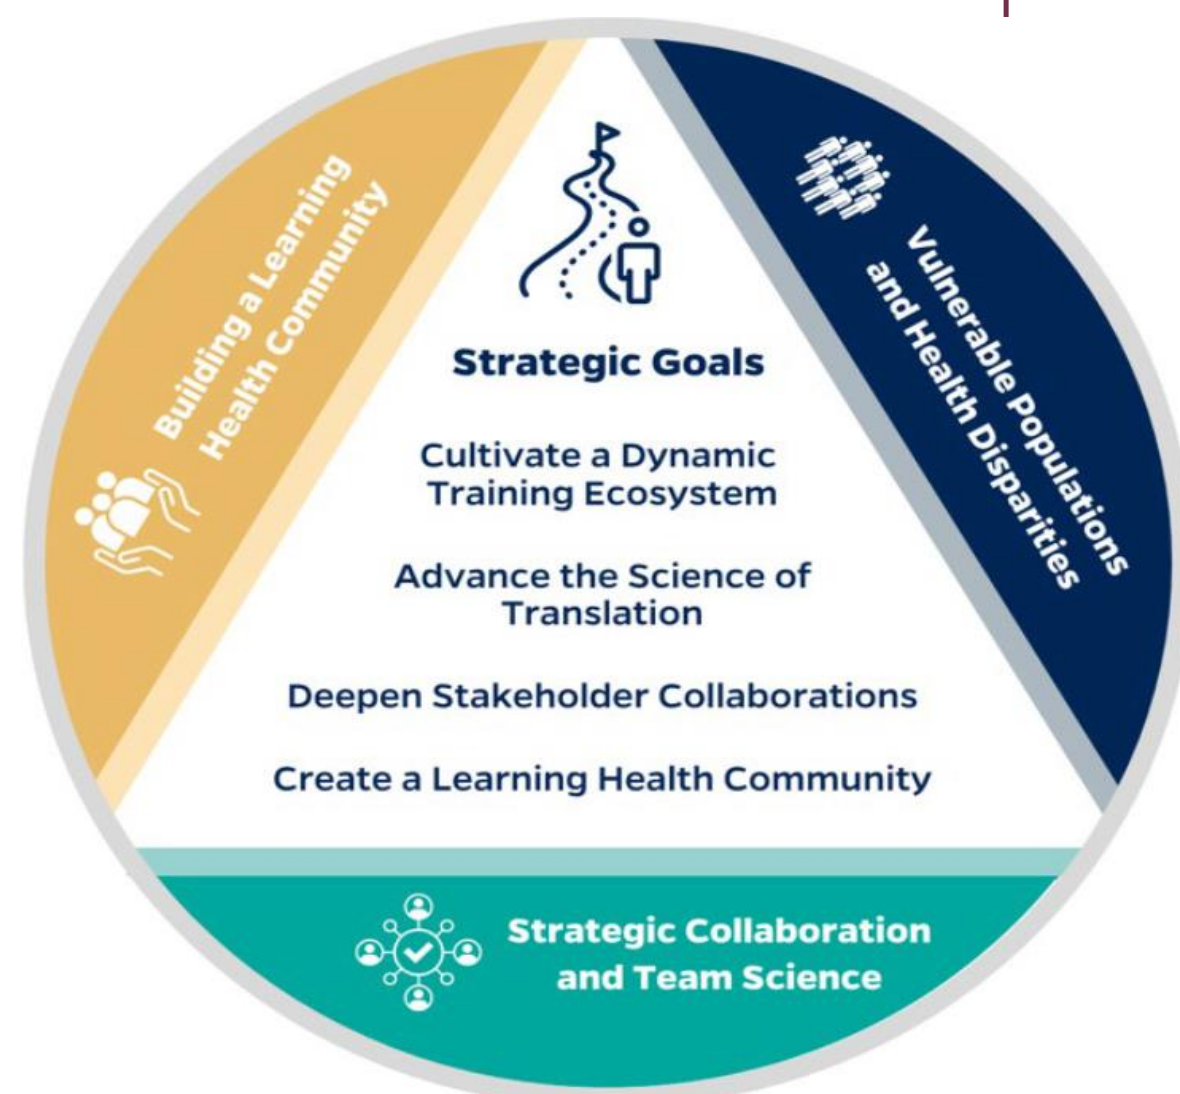 Building a Learning
Health Community
Vulnerable Populations
and Health Disparities
Strategic Goals
Cultivate a Dynamic
Training Ecosystem
Advance the Science of
Translation
Deepen Stakeholder Collaborations
Create a Learning Health Community
Strategic Collaboration
and Team Science